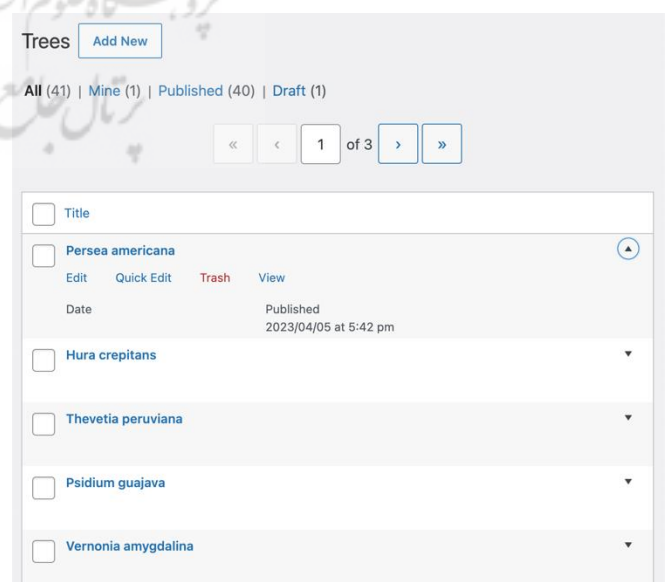 Trees Add New
All (41) | Mine (1) | Published (40) | Draft (1)
پرتال جامع
« ‹ 1 of 3 › »
Title
Persea americana
Edit Quick Edit Trash View
Date Published
2023/04/05 at 5:42 pm
Hura crepitans
Thevetia peruviana
Psidium guajava
Vernonia amygdalina